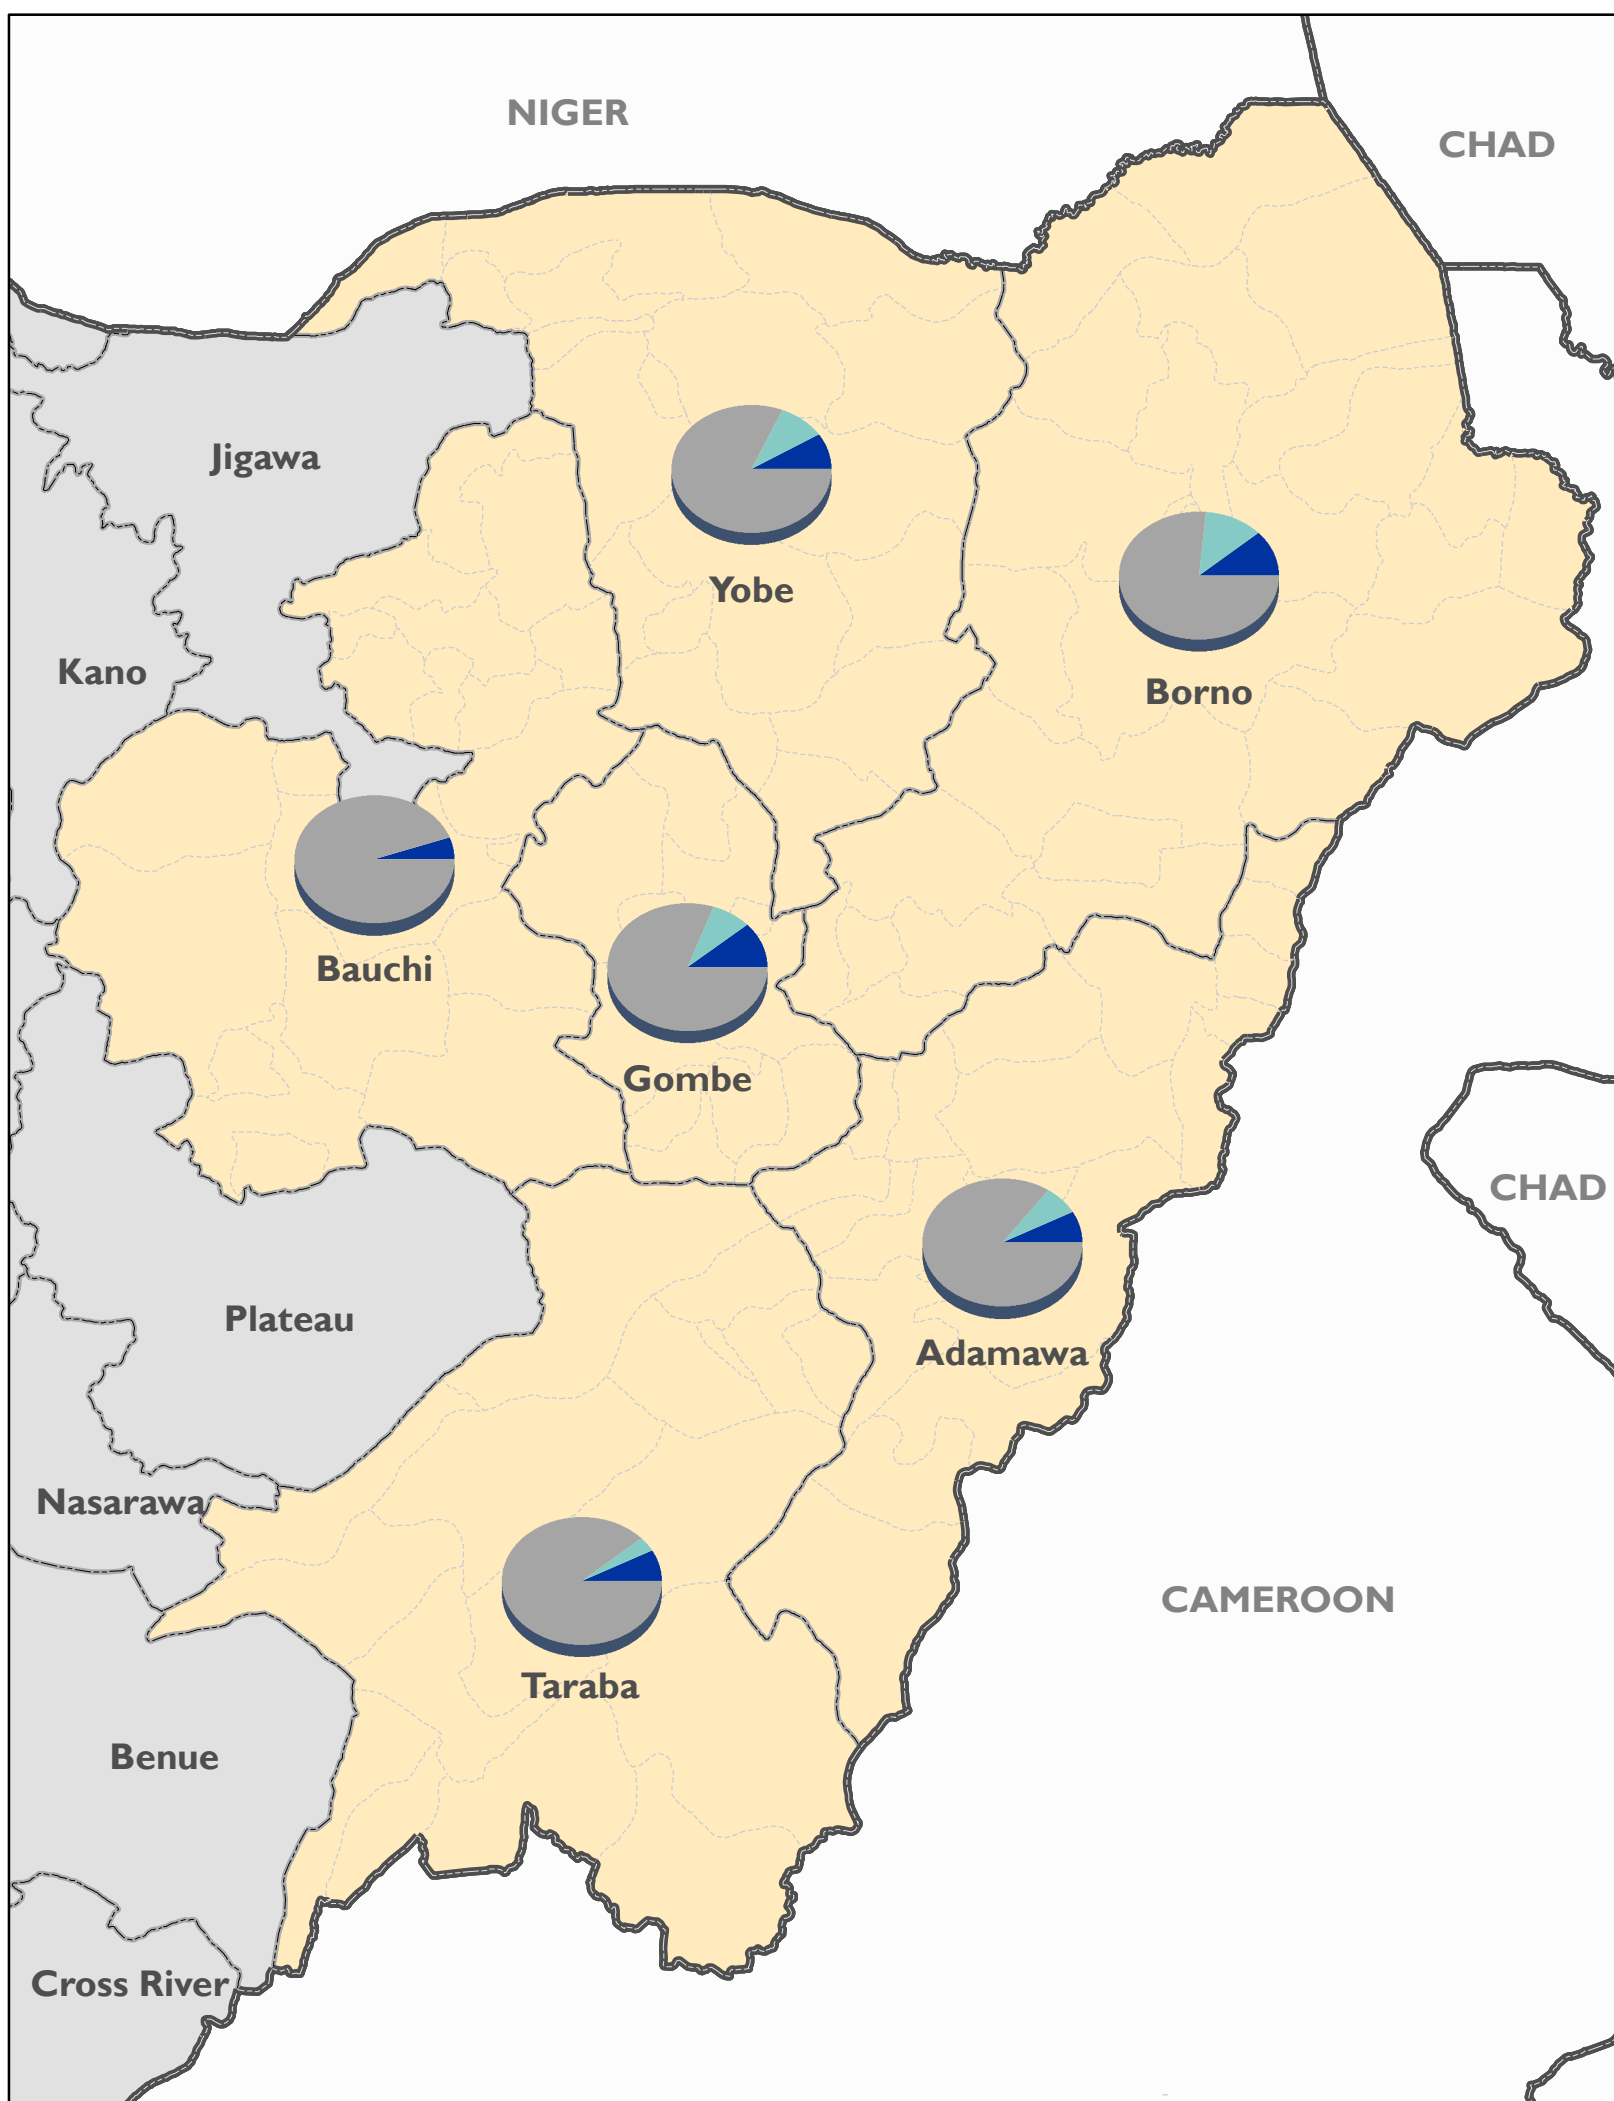 NIGER
CHAD
Jigawa
Yobe
Kano
Borno
Bauchi
Gombe
CHAD
Plateau
Adamawa
Nasarawa
CAMEROON
Taraba
Benue
Cross River